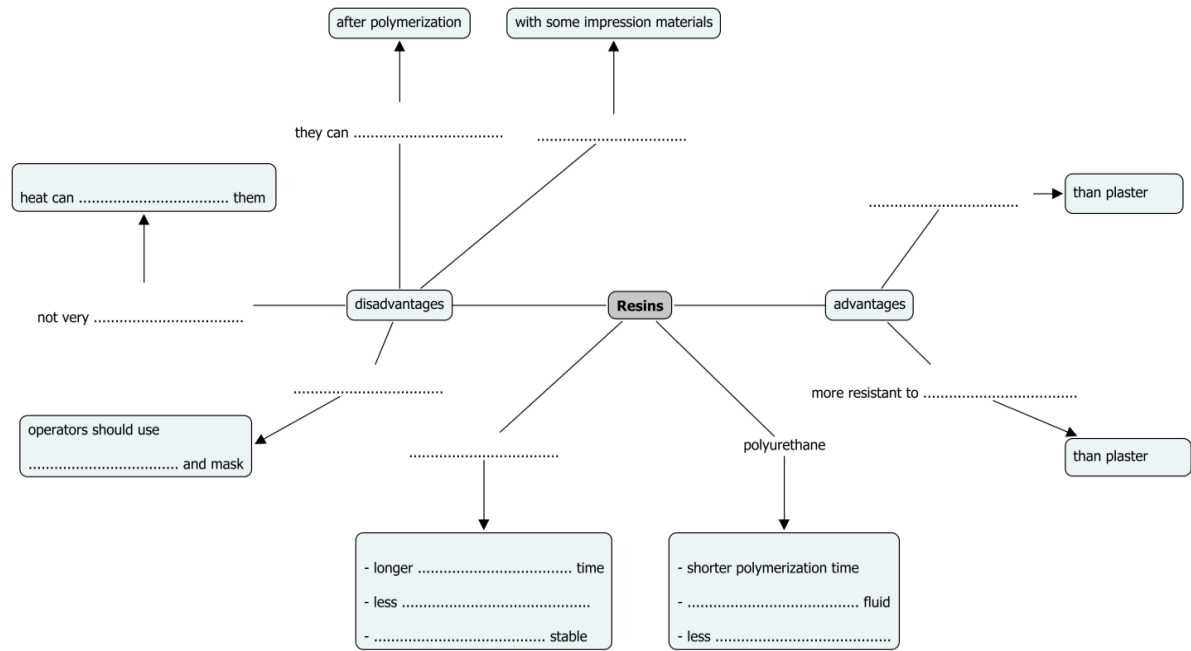 after polymerization
with some impression materials
they can ...................................
...................................
heat can ................................... them
................................... 
than plaster
disadvantages
Resins
advantages
not very ...................................
...................................
more resistant to ....................................
operators should use
................................... and mask
...................................
polyurethane
than plaster
- longer .................................... time
- less ............................................
- ........................................ stable
- shorter polymerization time
- ........................................ fluid
- less .........................................